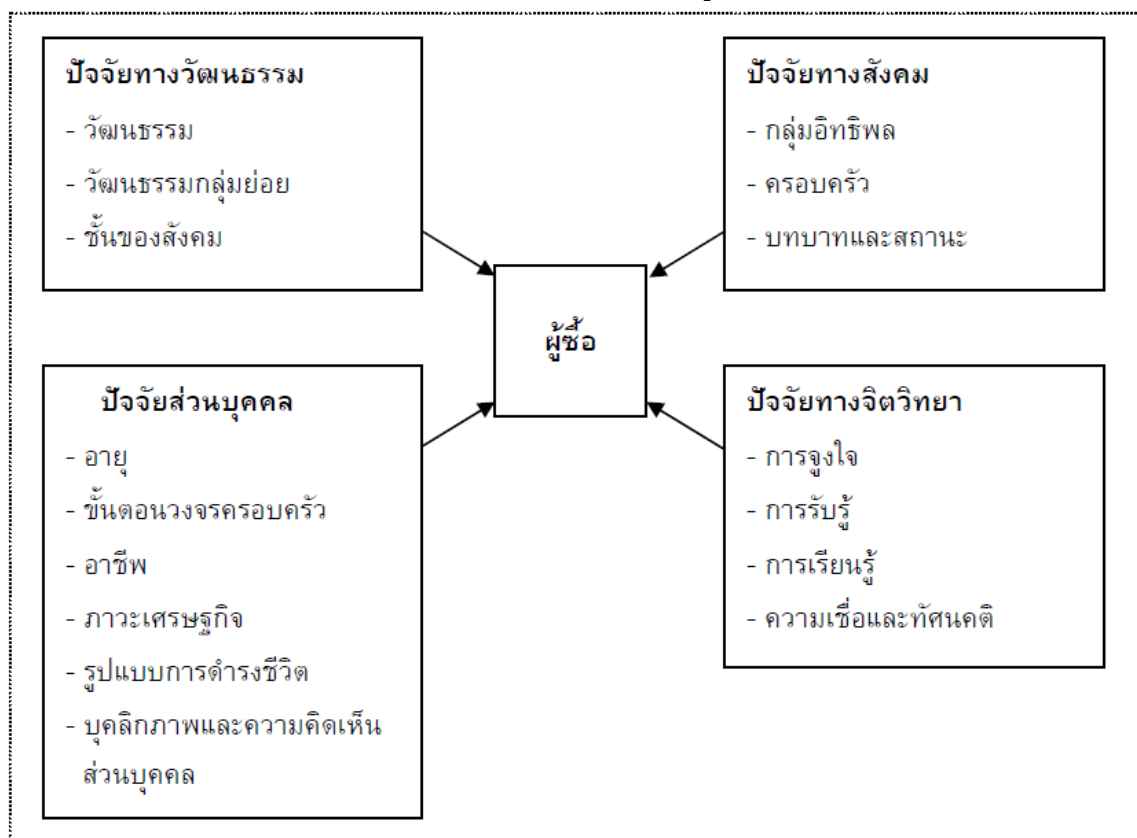 ปัจจัยทางวัฒนธรรม
- วัฒนธรรม
- วัฒนธรรมกลุ่มย่อย
- ชั้นของสังคม
ปัจจัยทางสังคม
- กลุ่มอิทธิพล
- ครอบครัว
- บทบาทและสถานะ
ผู้ซื้อ
ปัจจัยส่วนบุคคล
- อายุ
- ขั้นตอนวงจรครอบครัว
- อาชีพ
- ภาวะเศรษฐกิจ
- รูปแบบการดำรงชีวิต
- บุคลิกภาพและความคิดเห็น
ส่วนบุคคล
ปัจจัยทางจิตวิทยา
- การจูงใจ
- การรับรู้
- การเรียนรู้
- ความเชื่อและทัศนคติ